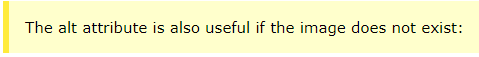 The alt attribute is also useful if the image does not exist: